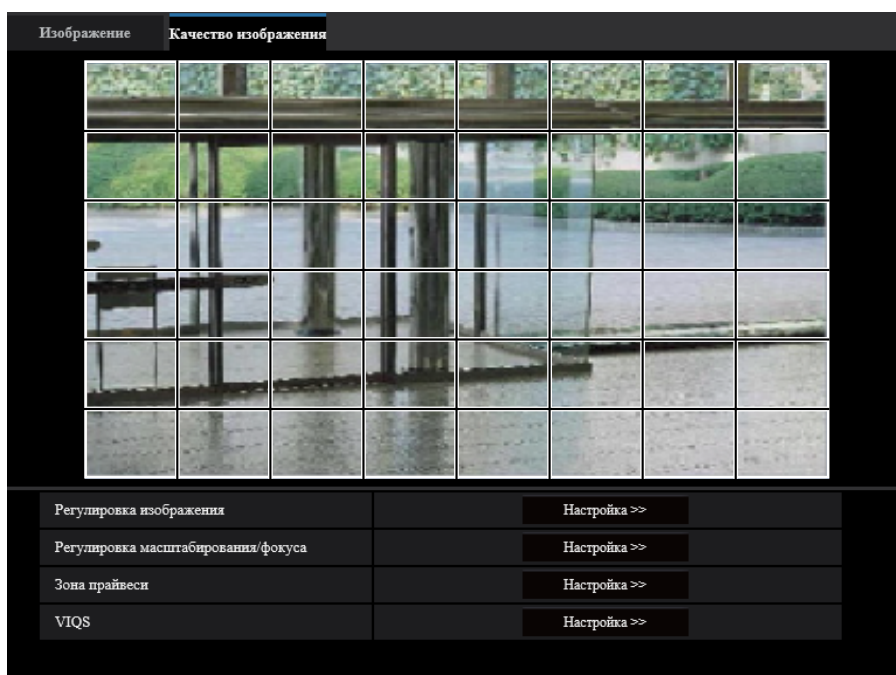 Изображение
Качество изображения
Регулировка изображения
Настройка >>
Регулировка масштабирования/фокуса
Настройка >>
Зона прайвеси
Настройка >>
VIQS
Настройка >>